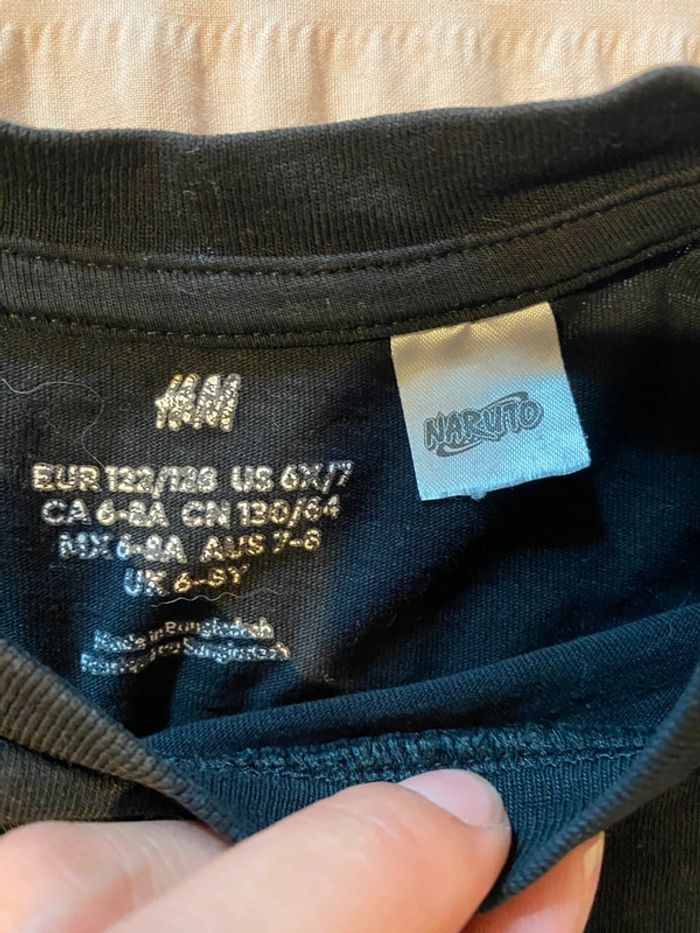 H&M
EUR 122/128 US 6X/7
CA 6-8A CN 130/64
MX 6-8A AUS 7-8
UK 6-8Y
Made in Bangladesh
NARUTO